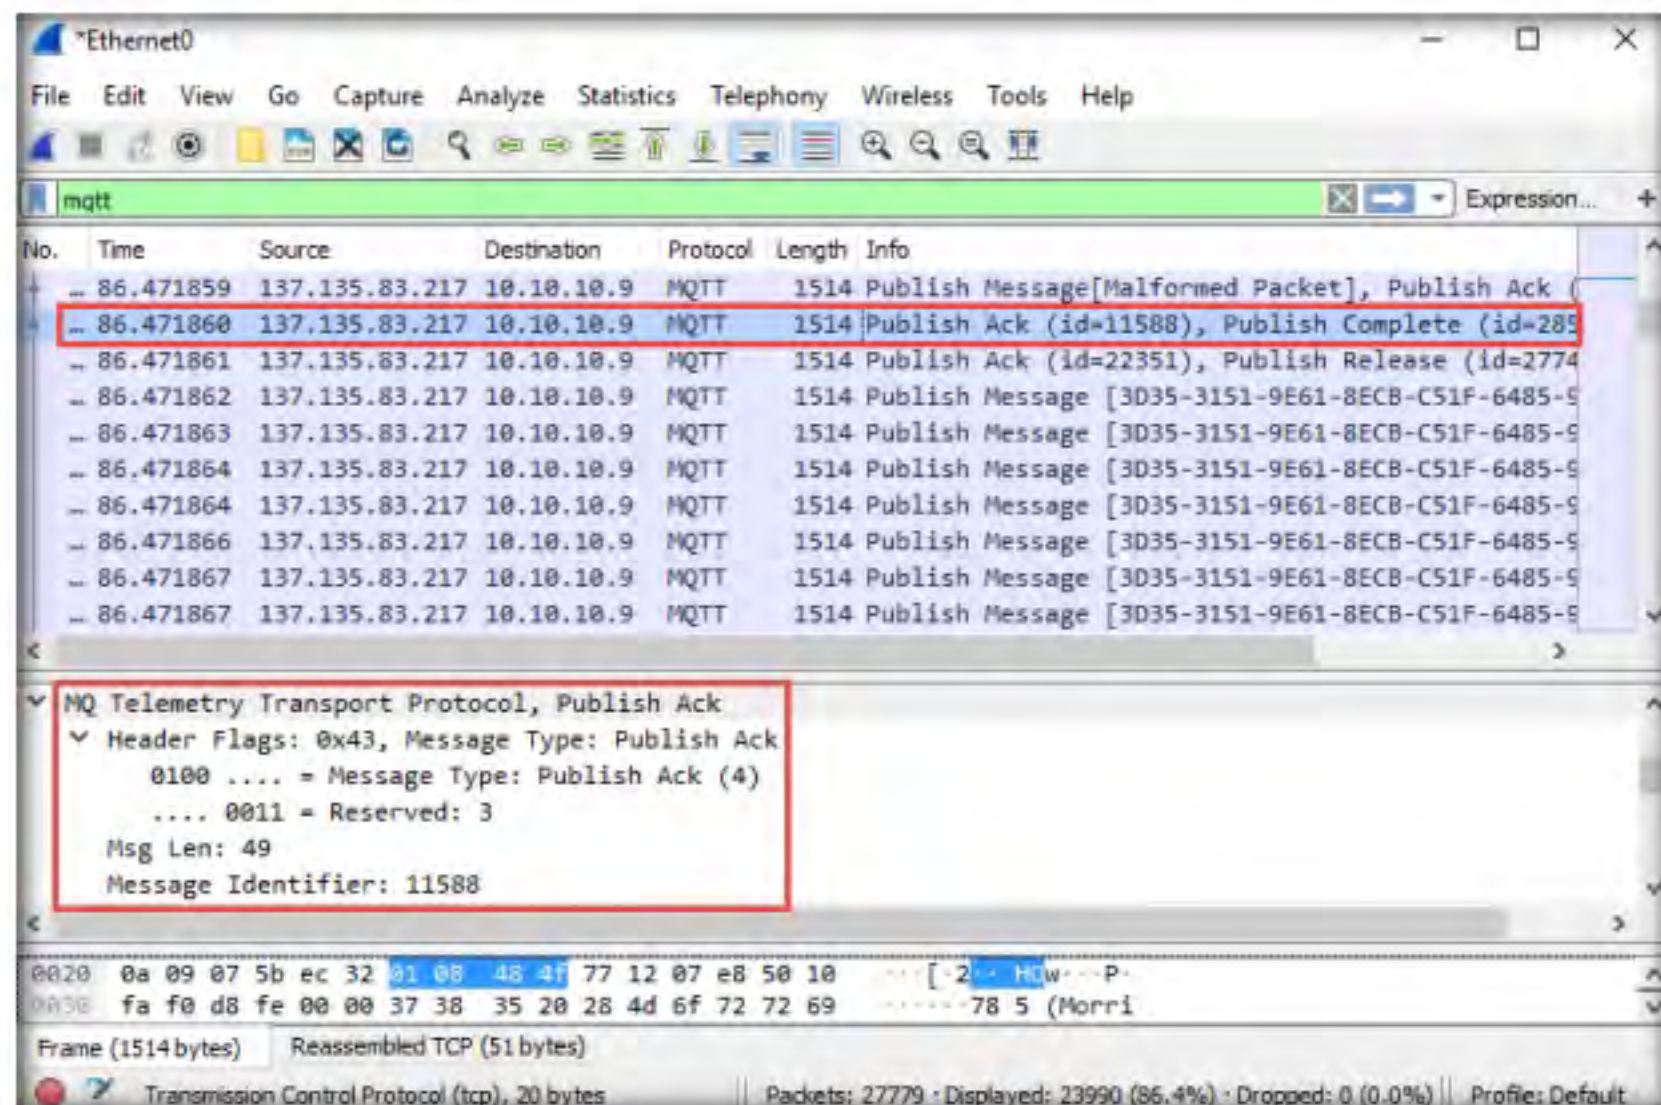 *Ethernet0
File Edit View Go Capture Analyze Statistics Telephony Wireless Tools Help
mqtt Expression... +
No. Time Source Destination Protocol Length Info
... 86.471859 137.135.83.217 10.10.10.9 MQTT 1514 Publish Message[Malformed Packet], Publish Ack (
... 86.471860 137.135.83.217 10.10.10.9 MQTT 1514 Publish Ack (id=11588), Publish Complete (id=285
... 86.471861 137.135.83.217 10.10.10.9 MQTT 1514 Publish Ack (id=22351), Publish Release (id=2774
... 86.471862 137.135.83.217 10.10.10.9 MQTT 1514 Publish Message [3D35-3151-9E61-8ECB-C51F-6485-9
... 86.471863 137.135.83.217 10.10.10.9 MQTT 1514 Publish Message [3D35-3151-9E61-8ECB-C51F-6485-9
... 86.471864 137.135.83.217 10.10.10.9 MQTT 1514 Publish Message [3D35-3151-9E61-8ECB-C51F-6485-9
... 86.471864 137.135.83.217 10.10.10.9 MQTT 1514 Publish Message [3D35-3151-9E61-8ECB-C51F-6485-9
... 86.471866 137.135.83.217 10.10.10.9 MQTT 1514 Publish Message [3D35-3151-9E61-8ECB-C51F-6485-9
... 86.471867 137.135.83.217 10.10.10.9 MQTT 1514 Publish Message [3D35-3151-9E61-8ECB-C51F-6485-9
... 86.471867 137.135.83.217 10.10.10.9 MQTT 1514 Publish Message [3D35-3151-9E61-8ECB-C51F-6485-9
MQ Telemetry Transport Protocol, Publish Ack
Header Flags: 0x43, Message Type: Publish Ack
0100 .... = Message Type: Publish Ack (4)
.... 0011 = Reserved: 3
Msg Len: 49
Message Identifier: 11588
0020 0a 09 07 5b ec 32 01 08 48 4f 77 12 07 e8 50 10 ···[·2·· HOw···P·
0030 fa f0 d8 fe 00 00 37 38 35 20 28 4d 6f 72 72 69 ······78 5 (Morri
Frame (1514 bytes) Reassembled TCP (51 bytes)
Transmission Control Protocol (tcp), 20 bytes Packets: 27779 · Displayed: 23990 (86.4%) · Dropped: 0 (0.0%) Profile: Default